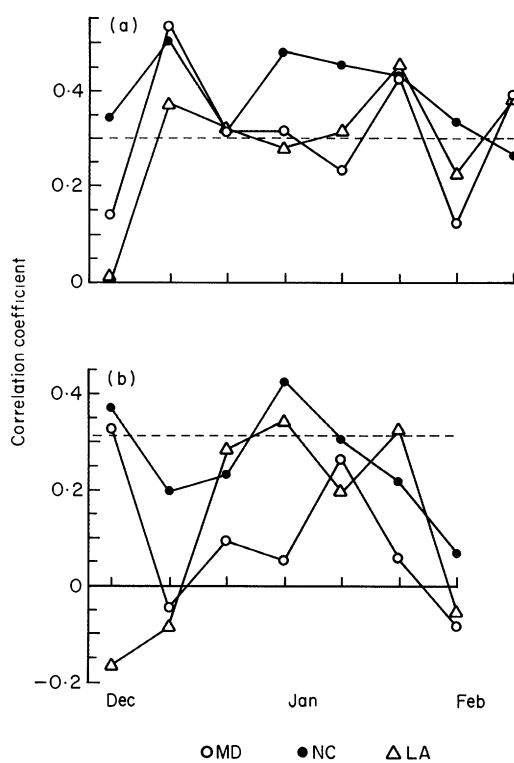 (a)
0.4
0.2
0
Correlation coefficient
(b)
0.4
0.2
0
−0.2
Dec Jan Feb
MD NC LA